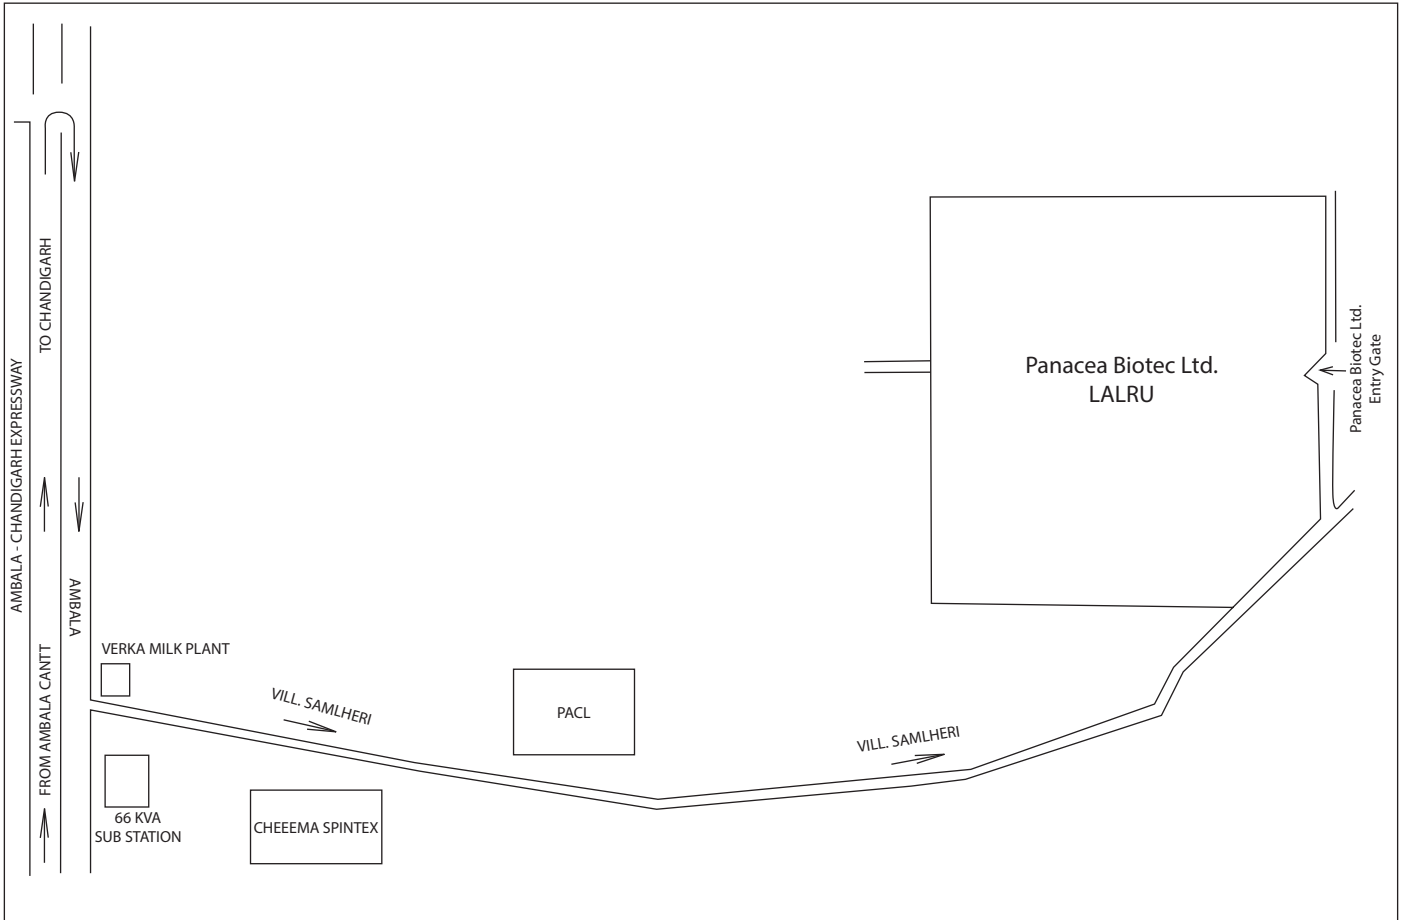 AMBALA - CHANDIGARH EXPRESSWAY
TO CHANDIGARH
FROM AMBALA CANTT
AMBALA
VERKA MILK PLANT
66 KVA
SUB STATION
VILL. SAMLHERI
CHEEEMA SPINTEX
PACL
VILL. SAMLHERI
Panacea Biotec Ltd.
LALRU
Panacea Biotec Ltd.
Entry Gate